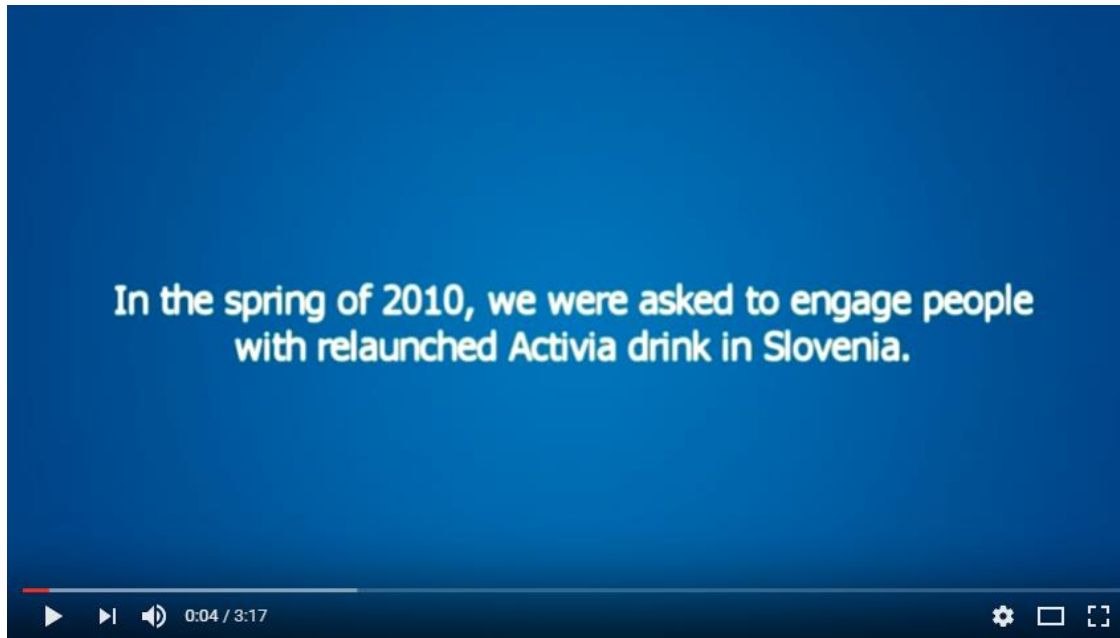 In the spring of 2010, we were asked to engage people
with relaunched Activia drink in Slovenia.
0:04 / 3:17